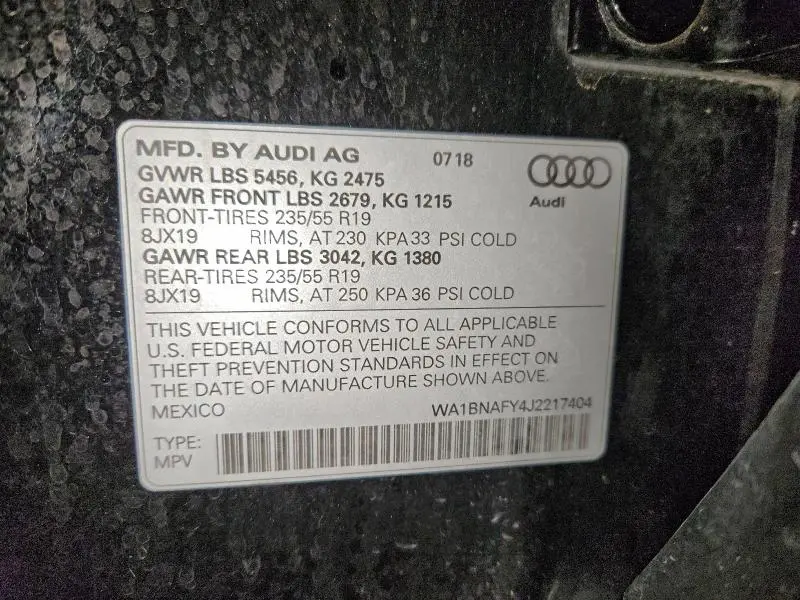 MFD. BY AUDI AG 0718
GVWR LBS 5456, KG 2475
GAWR FRONT LBS 2679, KG 1215
Audi
FRONT-TIRES 235/55 R19
8JX19 RIMS, AT 230 KPA 33 PSI COLD
GAWR REAR LBS 3042, KG 1380
REAR-TIRES 235/55 R19
8JX19 RIMS, AT 250 KPA 36 PSI COLD
THIS VEHICLE CONFORMS TO ALL APPLICABLE
U.S. FEDERAL MOTOR VEHICLE SAFETY AND
THEFT PREVENTION STANDARDS IN EFFECT ON
THE DATE OF MANUFACTURE SHOWN ABOVE.
MEXICO WA1BNAFY4J2217404
TYPE:
MPV